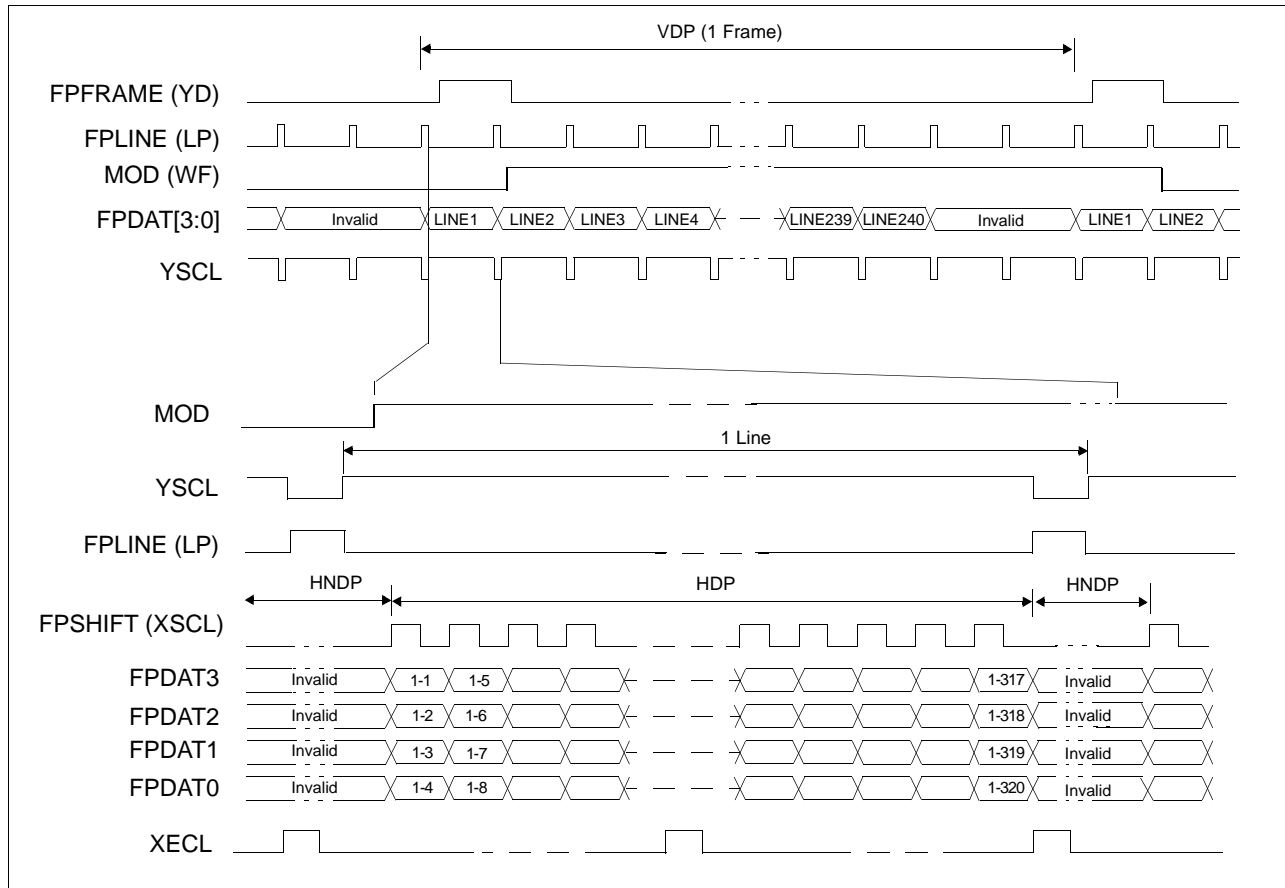 VDP (1 Frame)
FPFRAME (YD)
FPLINE (LP)
MOD (WF)
FPDAT[3:0] Invalid LINE1 LINE2 LINE3 LINE4 LINE239 LINE240 Invalid LINE1 LINE2
YSCL
MOD
1 Line
YSCL
FPLINE (LP)
HNDP HDP HNDP
FPSHIFT (XSCL)
FPDAT3 Invalid 1-1 1-5 1-317 Invalid
FPDAT2 Invalid 1-2 1-6 1-318 Invalid
FPDAT1 Invalid 1-3 1-7 1-319 Invalid
FPDAT0 Invalid 1-4 1-8 1-320 Invalid
XECL